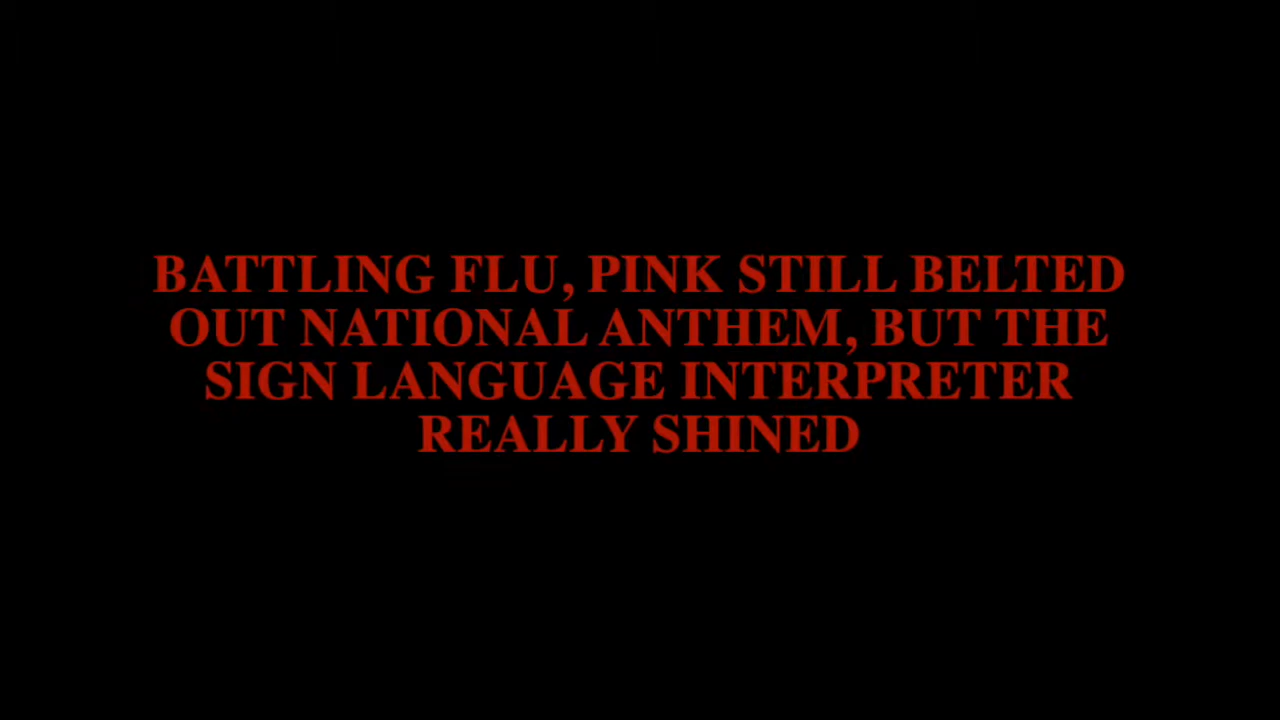 BATTLING FLU, PINK STILL BELTED
OUT NATIONAL ANTHEM, BUT THE
SIGN LANGUAGE INTERPRETER
REALLY SHINED